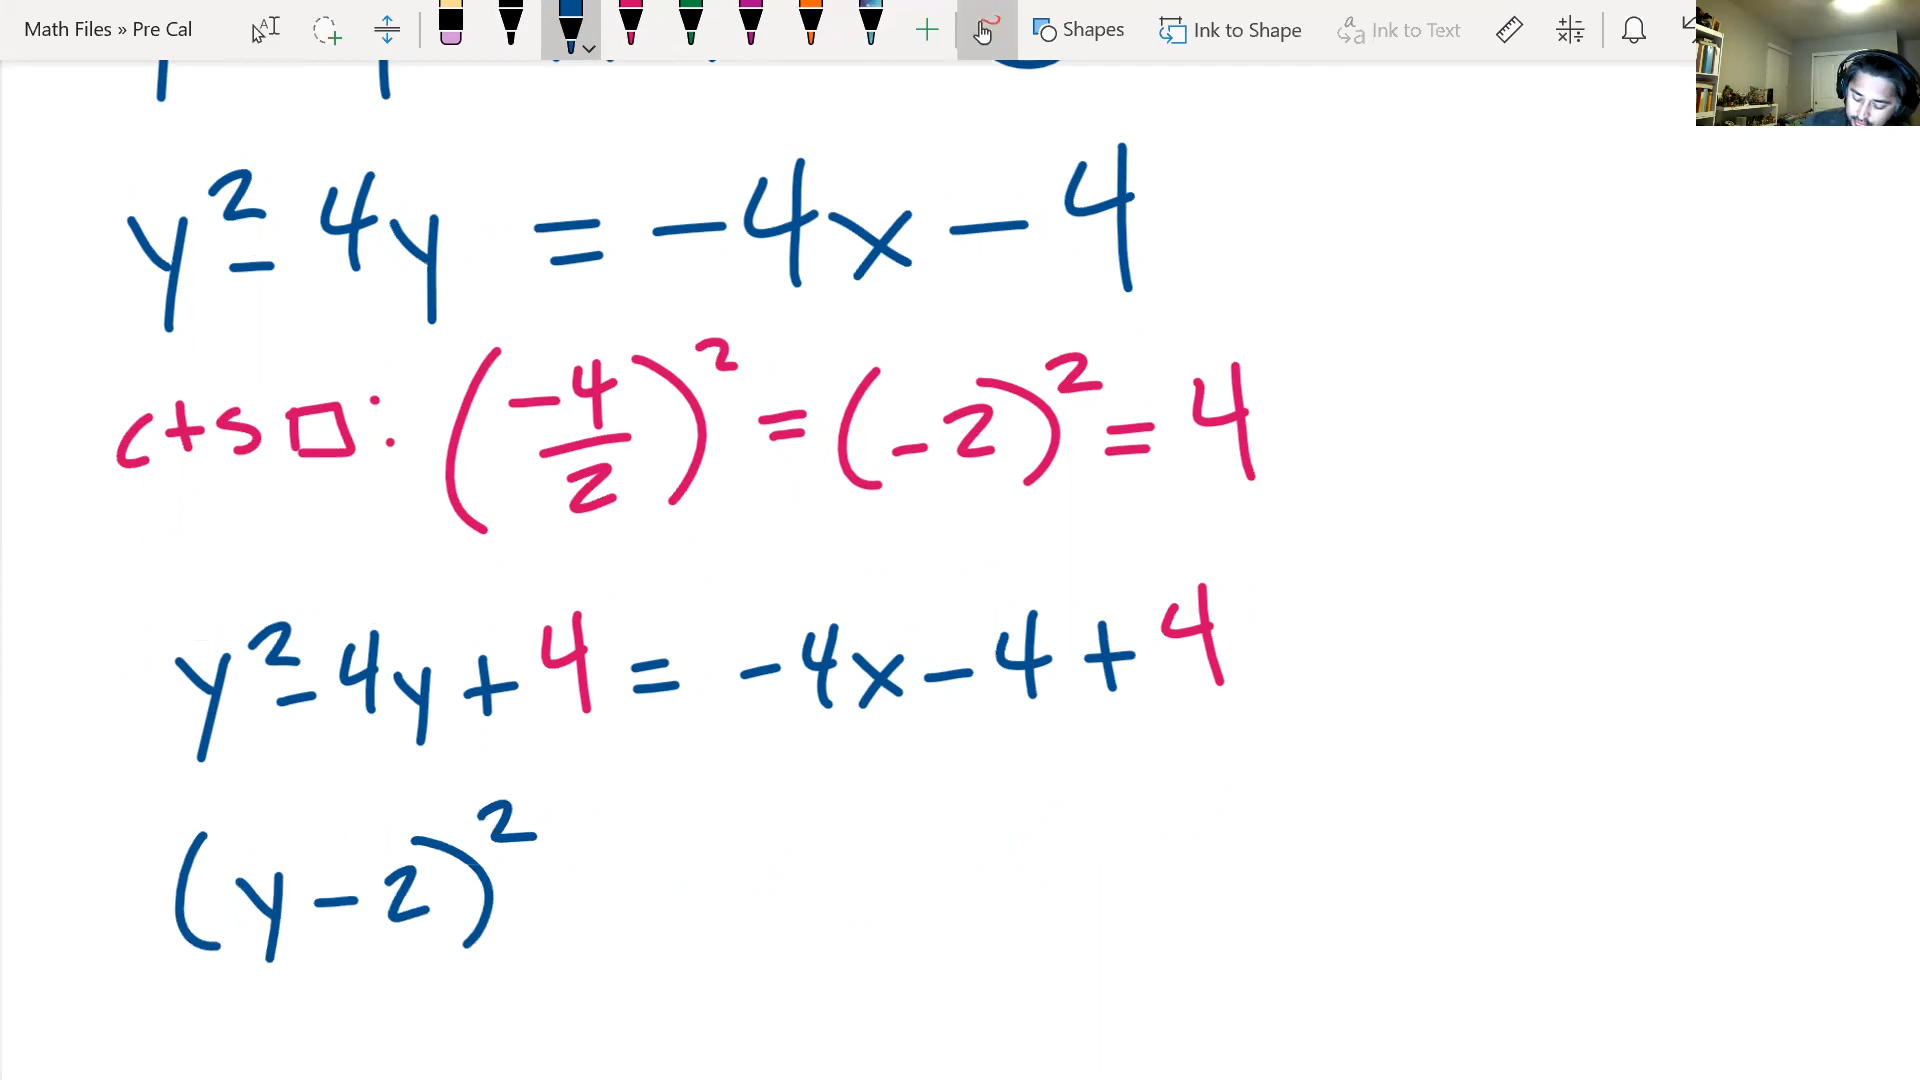 Math Files » Pre Cal Shapes Ink to Shape Ink to Text
y² - 4y = -4x - 4
cts □: (-4/2)² = (-2)² = 4
y² - 4y + 4 = -4x - 4 + 4
(y - 2)²